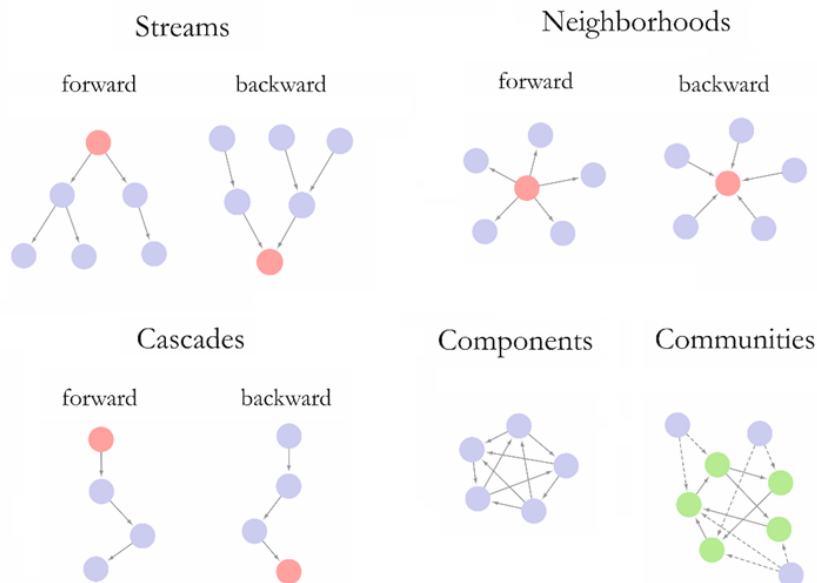 Streams
forward backward
Neighborhoods
forward backward
Cascades
forward backward
Components
Communities